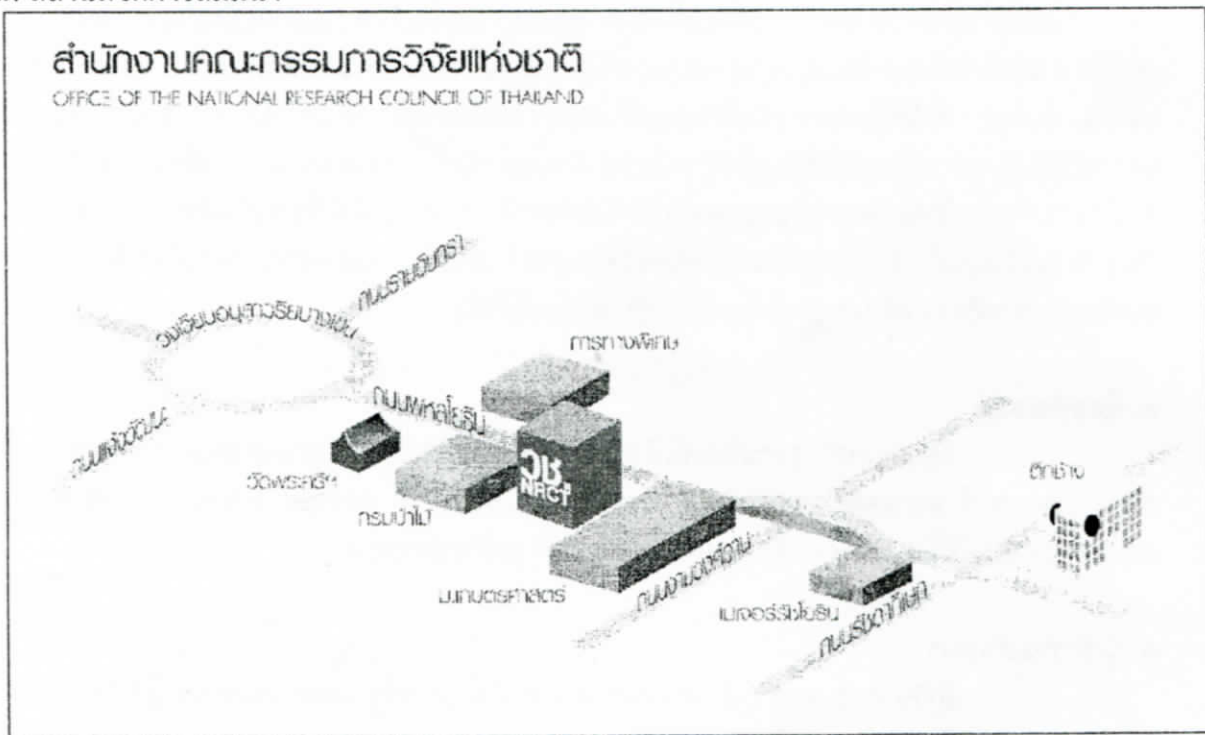 สำนักงานคณะกรรมการวิจัยแห่งชาติ
OFFICE OF THE NATIONAL RESEARCH COUNCIL OF THAILAND
ถนนรามอินทรา
วงเวียนอนุสาวรีย์บางเขน
การทางพิเศษ
ถนนพหลโยธิน
ถนนแจ้งวัฒนะ
วัดพระศรีฯ
วช
NRCT
ตึกช้าง
กรมป่าไม้
ม.เกษตรศาสตร์
ถนนงามวงศ์วาน
เมเจอร์รัชโยธิน
ถนนรัชดาภิเษก